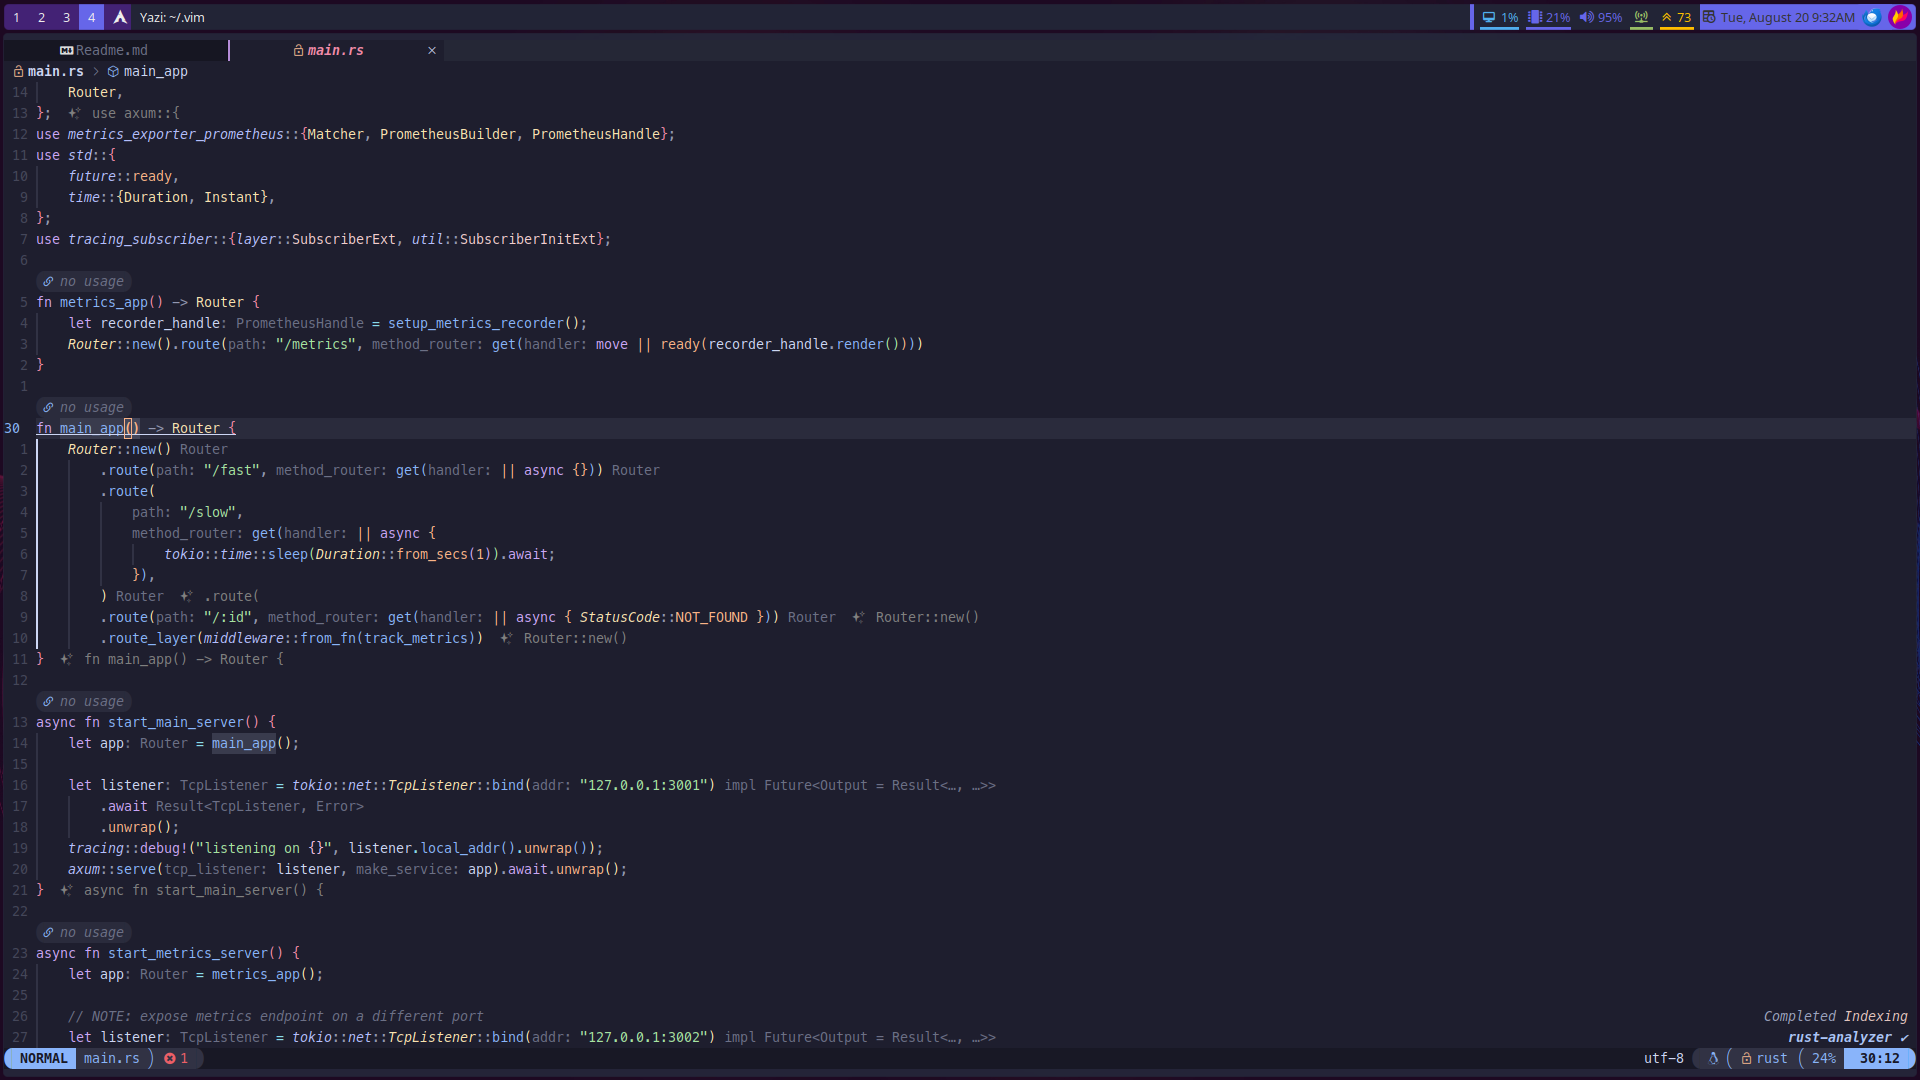 1 2 3 4 Yazi: ~/.vim 1% 21% 95% 73 Tue, August 20 9:32AM
Readme.md main.rs ×
main.rs > main_app
14 Router,
13 }; use axum::{
12 use metrics_exporter_prometheus::{Matcher, PrometheusBuilder, PrometheusHandle};
11 use std::{
10 future::ready,
9 time::{Duration, Instant},
8 };
7 use tracing_subscriber::{layer::SubscriberExt, util::SubscriberInitExt};
6
no usage
5 fn metrics_app() -> Router {
4 let recorder_handle: PrometheusHandle = setup_metrics_recorder();
3 Router::new().route(path: "/metrics", method_router: get(handler: move || ready(recorder_handle.render())))
2 }
1
no usage
30 fn main_app() -> Router {
1 Router::new() Router
2 .route(path: "/fast", method_router: get(handler: || async {})) Router
3 .route(
4 path: "/slow",
5 method_router: get(handler: || async {
6 tokio::time::sleep(Duration::from_secs(1)).await;
7 }),
8 ) Router .route(
9 .route(path: "/:id", method_router: get(handler: || async { StatusCode::NOT_FOUND })) Router Router::new()
10 .route_layer(middleware::from_fn(track_metrics)) Router::new()
11 } fn main_app() -> Router {
12
no usage
13 async fn start_main_server() {
14 let app: Router = main_app();
15
16 let listener: TcpListener = tokio::net::TcpListener::bind(addr: "127.0.0.1:3001") impl Future<Output = Result<…, …>>
17 .await Result<TcpListener, Error>
18 .unwrap();
19 tracing::debug!("listening on {}", listener.local_addr().unwrap());
20 axum::serve(tcp_listener: listener, make_service: app).await.unwrap();
21 } async fn start_main_server() {
22
no usage
23 async fn start_metrics_server() {
24 let app: Router = metrics_app();
25
26 // NOTE: expose metrics endpoint on a different port
Completed Indexing
27 let listener: TcpListener = tokio::net::TcpListener::bind(addr: "127.0.0.1:3002") impl Future<Output = Result<…, …>>
rust-analyzer ✓
NORMAL main.rs ) 1 utf-8 ( rust ( 24% 30:12